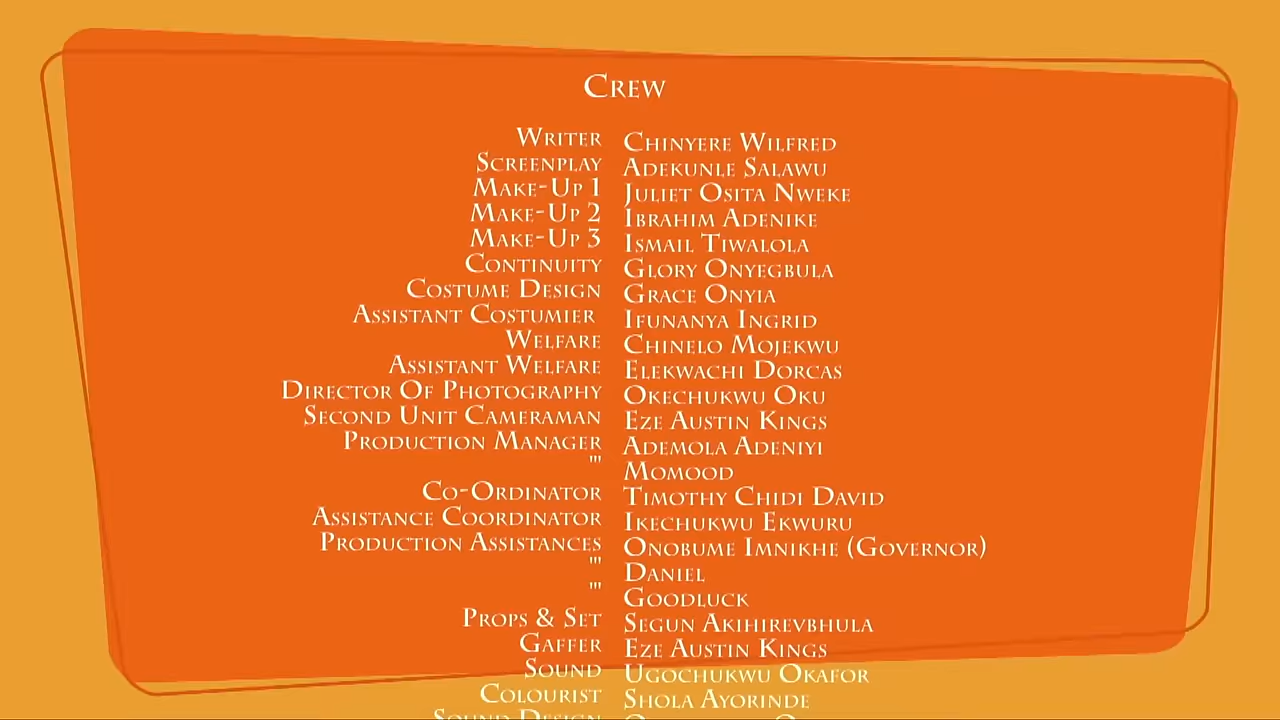 Crew
Writer Chinyere Wilfred
Screenplay Adekunle Salawu
Make-Up 1 Juliet Osita Nweke
Make-Up 2 Ibrahim Adenike
Make-Up 3 Ismail Tiwalola
Continuity Glory Onyegbula
Costume Design Grace Onyia
Assistant Costumier Ifunanya Ingrid
Welfare Chinelo Mojekwu
Assistant Welfare Elekwachi Dorcas
Director Of Photography Okechukwu Oku
Second Unit Cameraman Eze Austin Kings
Production Manager Ademola Adeniyi
''' Momood
Co-Ordinator Timothy Chidi David
Assistance Coordinator Ikechukwu Ekwuru
Production Assistances Onobume Imnikhe (Governor)
''' Daniel
''' Goodluck
Props & Set Segun Akihirevbhula
Gaffer Eze Austin Kings
Sound Ugochukwu Okafor
Colourist Shola Ayorinde
Sound Design